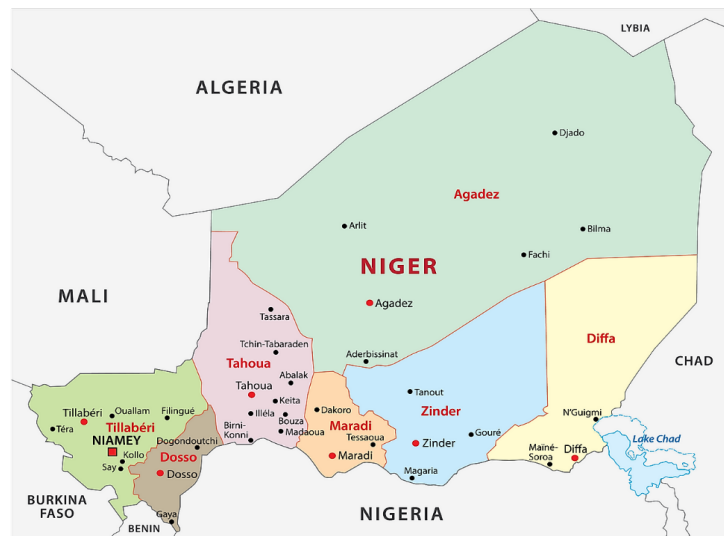 LYBIA
ALGERIA
Djado
Agadez
Arlit
Bilma
Fachi
NIGER
MALI
Agadez
Tassara
Diffa
Tchin-Tabaraden
Aderbissinat
CHAD
Tahoua
Abalak
Tahoua
Tanout
Keita
N'Guigmi
Tillabéri
Ouallam
Filingué
Illéla
Dakoro
Zinder
Téra
Tillabéri
Birni-
Konni
Bouza
Madaoua
Maradi
Gouré
Lake Chad
NIAMEY
Dogondoutchi
Tessaoua
Zinder
Kollo
Dosso
Maradi
Maïné-
Soroa
Diffa
Say
Dosso
Magaria
BURKINA
FASO
Gaya
NIGERIA
BENIN